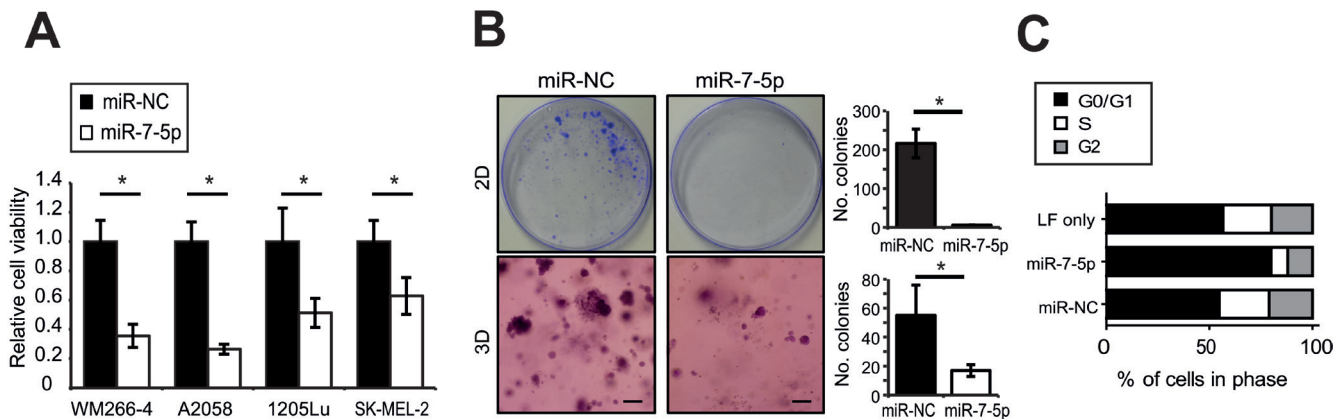 A
miR-NC
miR-7-5p
Relative cell viability
1.4
1.2
1.0
0.8
0.6
0.4
0.2
0
*
*
*
*
WM266-4
A2058
1205Lu
SK-MEL-2
B
miR-NC
miR-7-5p
2D
3D
No. colonies
300
200
100
0
*
miR-NC
miR-7-5p
No. colonies
80
60
40
20
0
*
miR-NC
miR-7-5p
C
G0/G1
S
G2
LF only
miR-7-5p
miR-NC
0
50
100
% of cells in phase